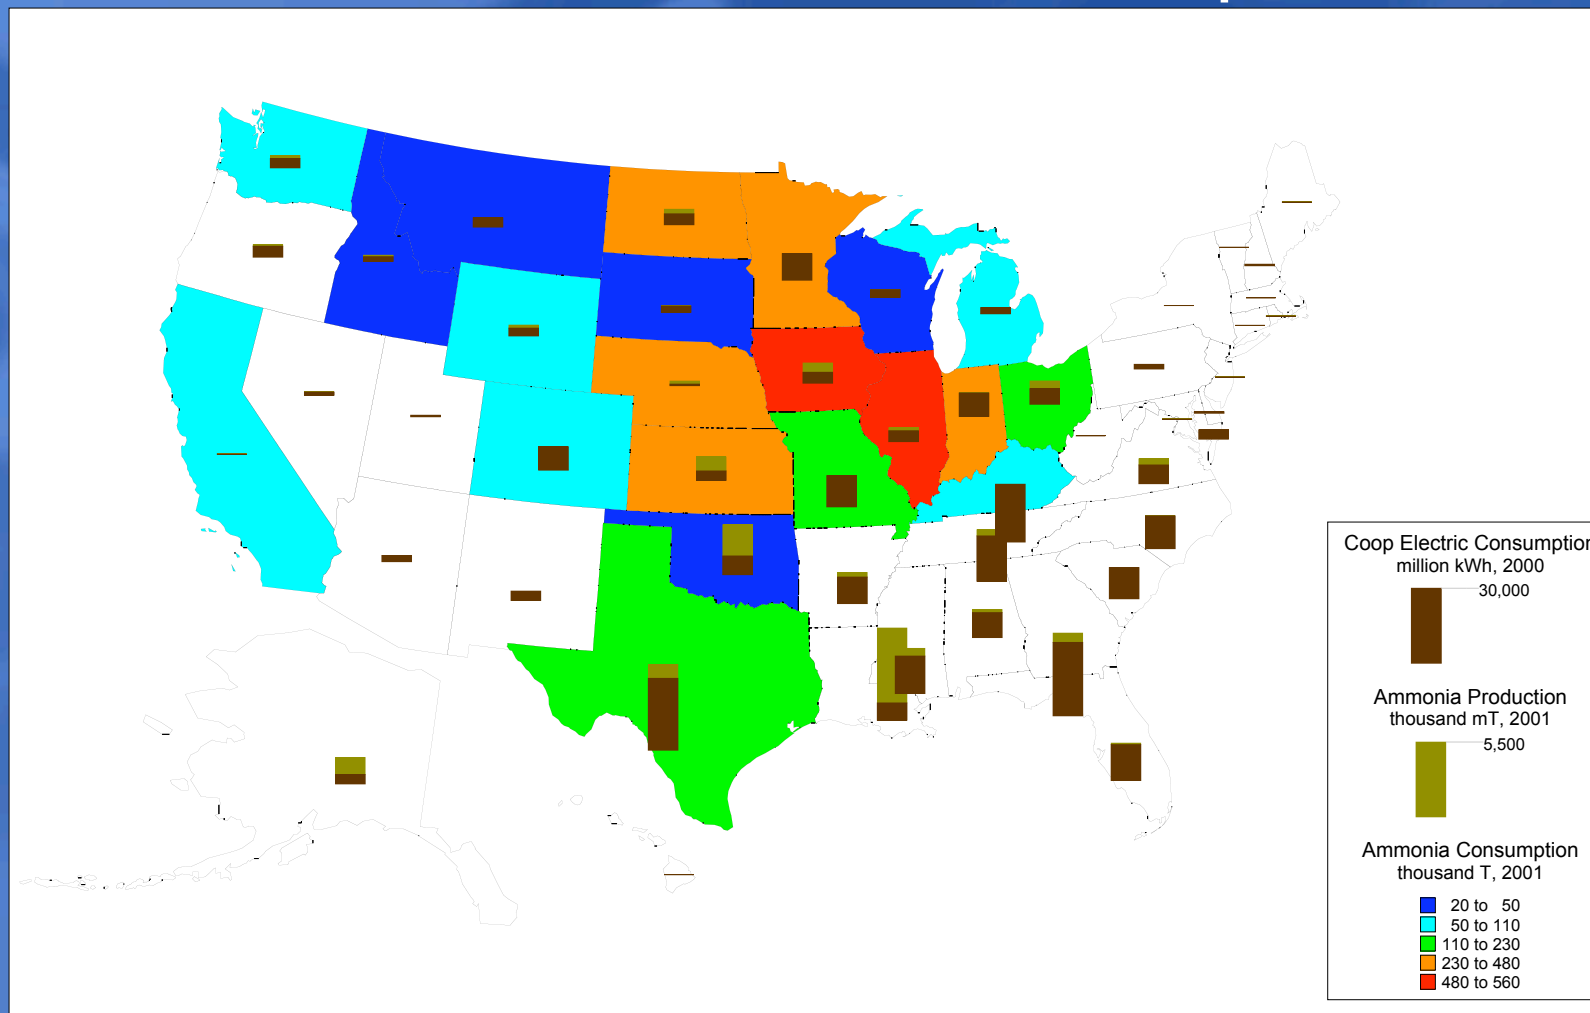 Coop Electric Consumption
million kWh, 2000
30,000
Ammonia Production
thousand mT, 2001
5,500
Ammonia Consumption
thousand T, 2001
20 to 50
50 to 110
110 to 230
230 to 480
480 to 560